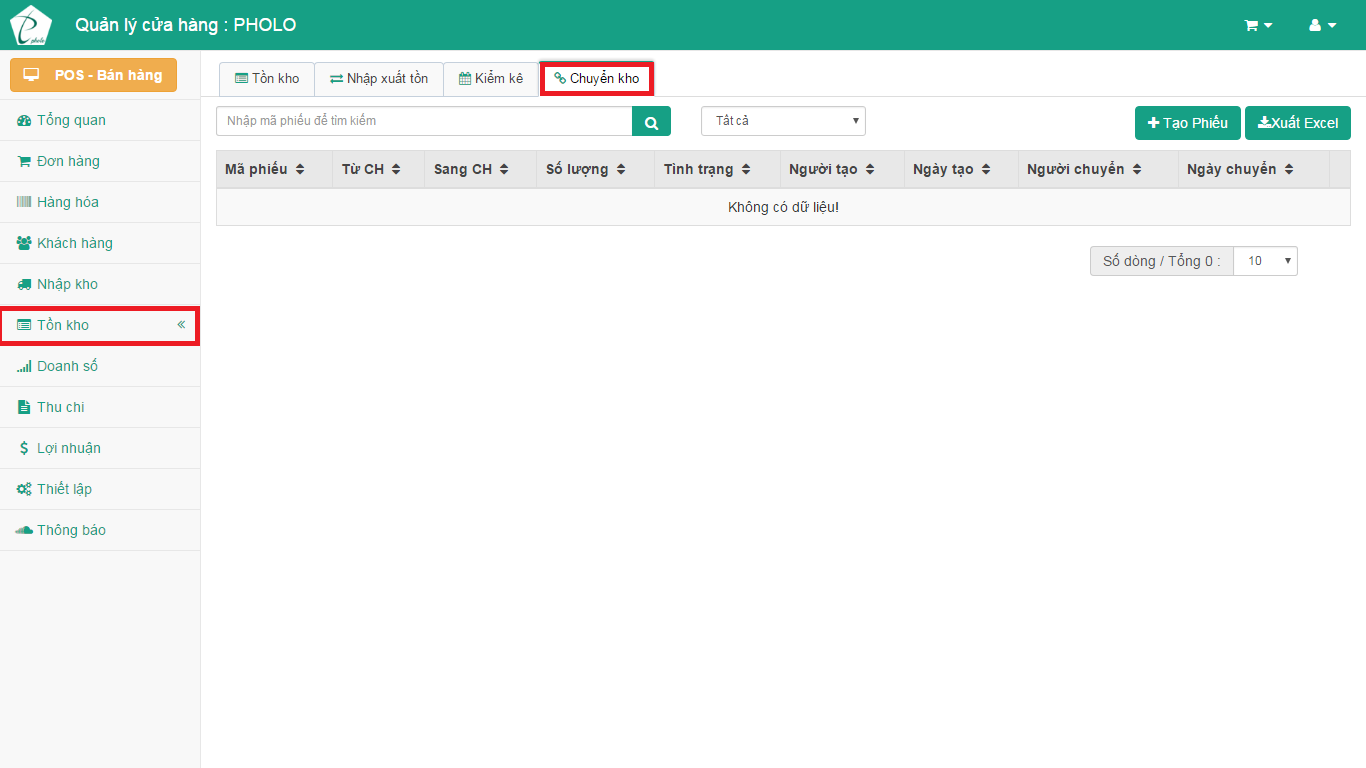 pholo
Quản lý cửa hàng : PHOLO
POS - Bán hàng
Tổng quan
Đơn hàng
Hàng hóa
Khách hàng
Nhập kho
Tồn kho
Doanh số
Thu chi
Lợi nhuận
Thiết lập
Thông báo
Tồn kho Nhập xuất tồn Kiểm kê Chuyển kho
Nhập mã phiếu để tìm kiếm Tất cả Tạo Phiếu Xuất Excel
Mã phiếu Từ CH Sang CH Số lượng Tình trạng Người tạo Ngày tạo Người chuyển Ngày chuyển
Không có dữ liệu!
Số dòng / Tổng 0 : 10